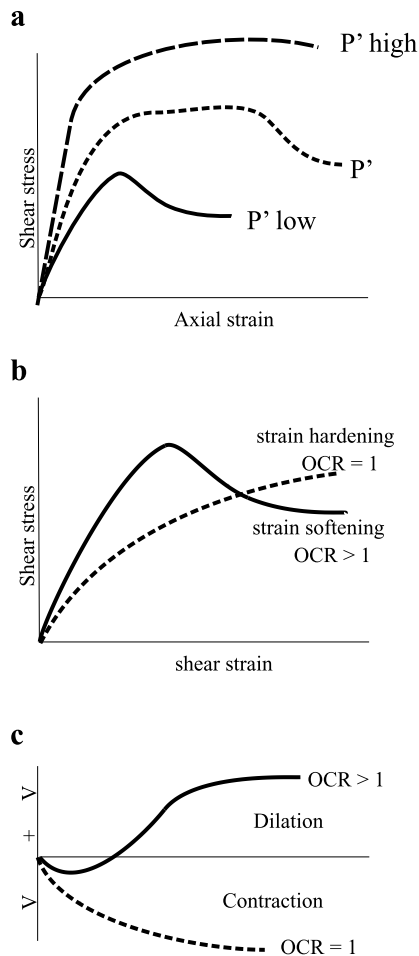 a
P' high
P'
P' low
Shear stress
Axial strain
b
strain hardening
OCR = 1
strain softening
OCR > 1
Shear stress
shear strain
c
V
+
V
OCR > 1
Dilation
Contraction
OCR = 1